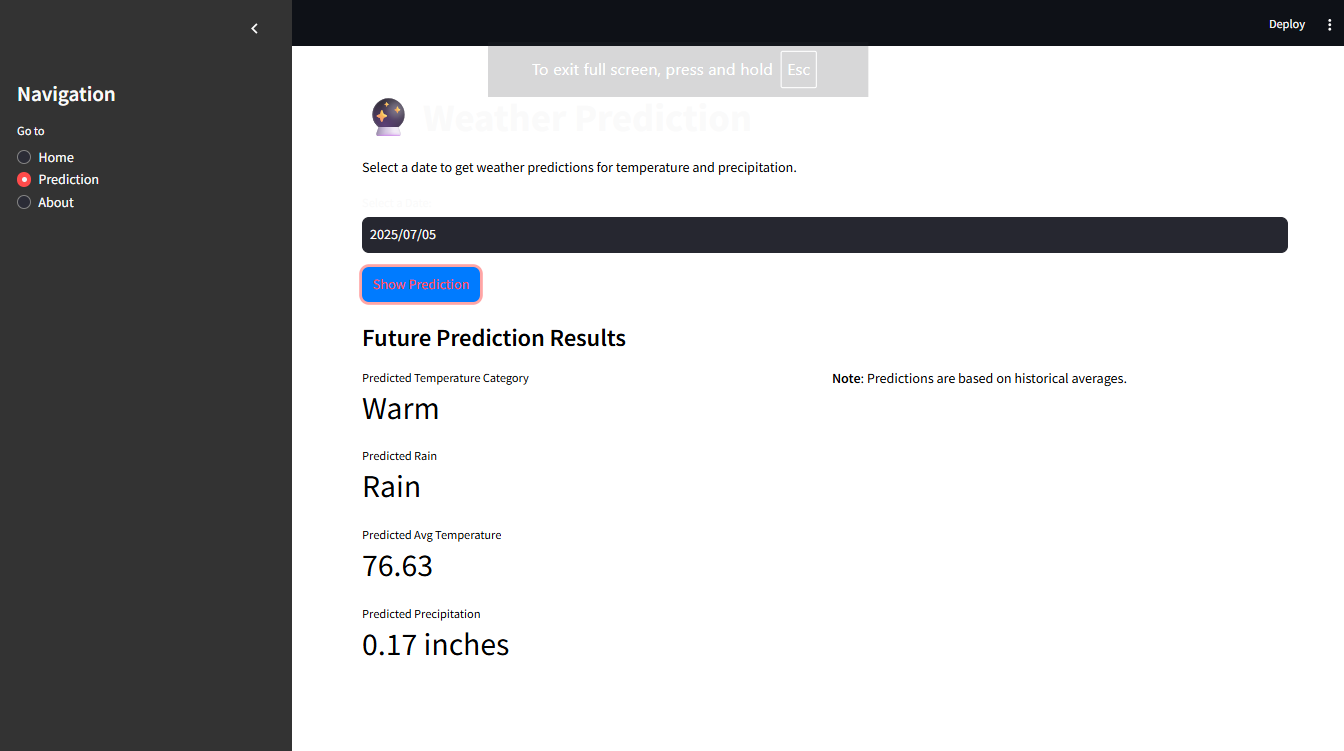 Deploy
To exit full screen, press and hold Esc
Navigation
Go to
Home
Prediction
About
Weather Prediction
Select a date to get weather predictions for temperature and precipitation.
2025/07/05
Show Prediction
Future Prediction Results
Predicted Temperature Category
Warm
Note: Predictions are based on historical averages.
Predicted Rain
Rain
Predicted Avg Temperature
76.63
Predicted Precipitation
0.17 inches